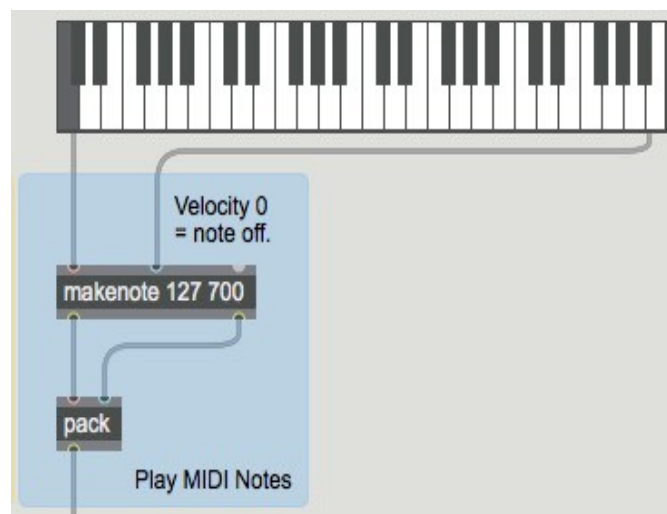 Velocity 0
= note off.
makenote 127 700
pack
Play MIDI Notes